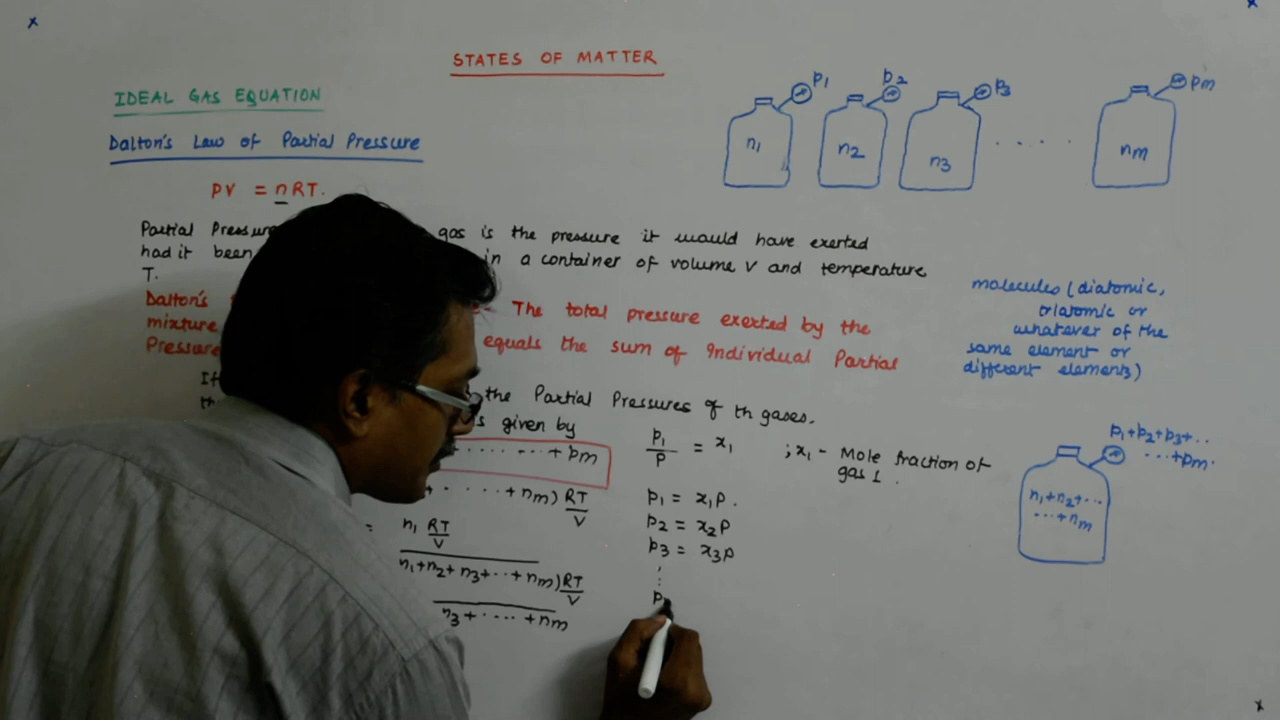 STATES OF MATTER
IDEAL GAS EQUATION
Dalton's Law of Partial Pressure
PV = nRT.
Partial Pressure gas is the pressure it would have exerted
had it been in a container of volume V and temperature
T.
Dalton's - The total pressure exerted by the
mixture equals the sum of Individual Partial
Pressure
If the Partial Pressures of th gases.
given by
..... + pm
+ .... + nm) RT/V
= n1 RT/V
n1+n2+n3+..+nm) RT/V
n3+....+nm
p1/P = x1 ; x1 - Mole fraction of
gas 1.
p1 = x1P.
p2 = x2P
p3 = x3P
⋮
p
p1
p2
p3
pm
n1
n2
n3
.....
nm
molecules (diatomic,
triatomic or
whatever of the
same element or
different elements)
p1+p2+p3+..
..+pm.
n1+n2+...
...+nm
x
x
x